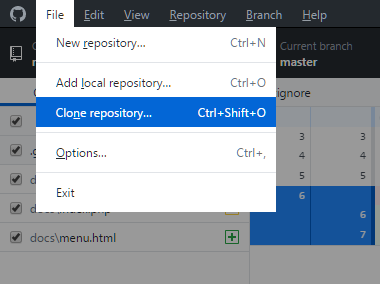 File Edit View Repository Branch Help
New repository... Ctrl+N
Current branch
master
Add local repository... Ctrl+O
ignore
Clone repository... Ctrl+Shift+O
3 3
4 4
Options... Ctrl+,
5 5
6
Exit
6
docs\menu.html
7